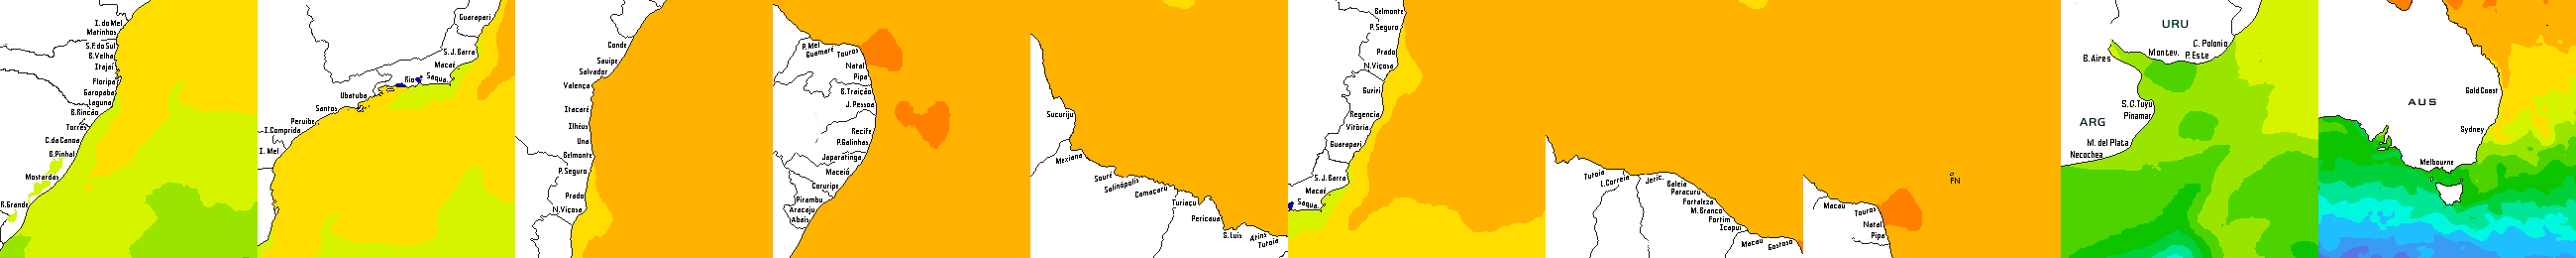 I. do Mel
Matinhos
S.F. do Sul
B.Velha
Itajaí
Floripa
Garopaba
Laguna
B.Rincão
Torres
C.da Canoa
B.Pinhal
Mostardas
R.Grande
Guarapari
S.J.Barra
Macaé
Rio
Saqua.
Ubatuba
Santos
Peruíbe
I.Comprida
I. Mel
Conde
Sauipe
Salvador
Valença
Itacaré
Ilhéus
Una
Belmonte
P.Seguro
Prado
N.Viçosa
P.Mel
Guamaré
Touros
Natal
Pipa
B.Traição
J.Pessoa
Recife
P.Galinhas
Japaratinga
Maceió
Coruripe
Pirambu
Aracaju
Abais
Sucuriju
Mexiana
Souré
Salinópolis
Camacaru
Turiaçu
Pericaua
S.Luis
Atins
Tutoia
Belmonte
P.Seguro
Prado
N.Viçosa
Guriri
Regencia
Vitória
Guarapari
S.J.Barra
Macaé
Saqua.
Tutoia
L.Correia
Jeric.
Baleia
Paracuru
Fortaleza
M.Branco
Fortim
Icapuí
Macau
Macau
Touros
Natal
Pipa
FN
URU
C. Polonio
Montev.
P.Este
B.Aires
S.C.Tuyu
Pinamar
ARG
M. del Plata
Necochea
AUS
Gold Coast
Sydney
Melbourne